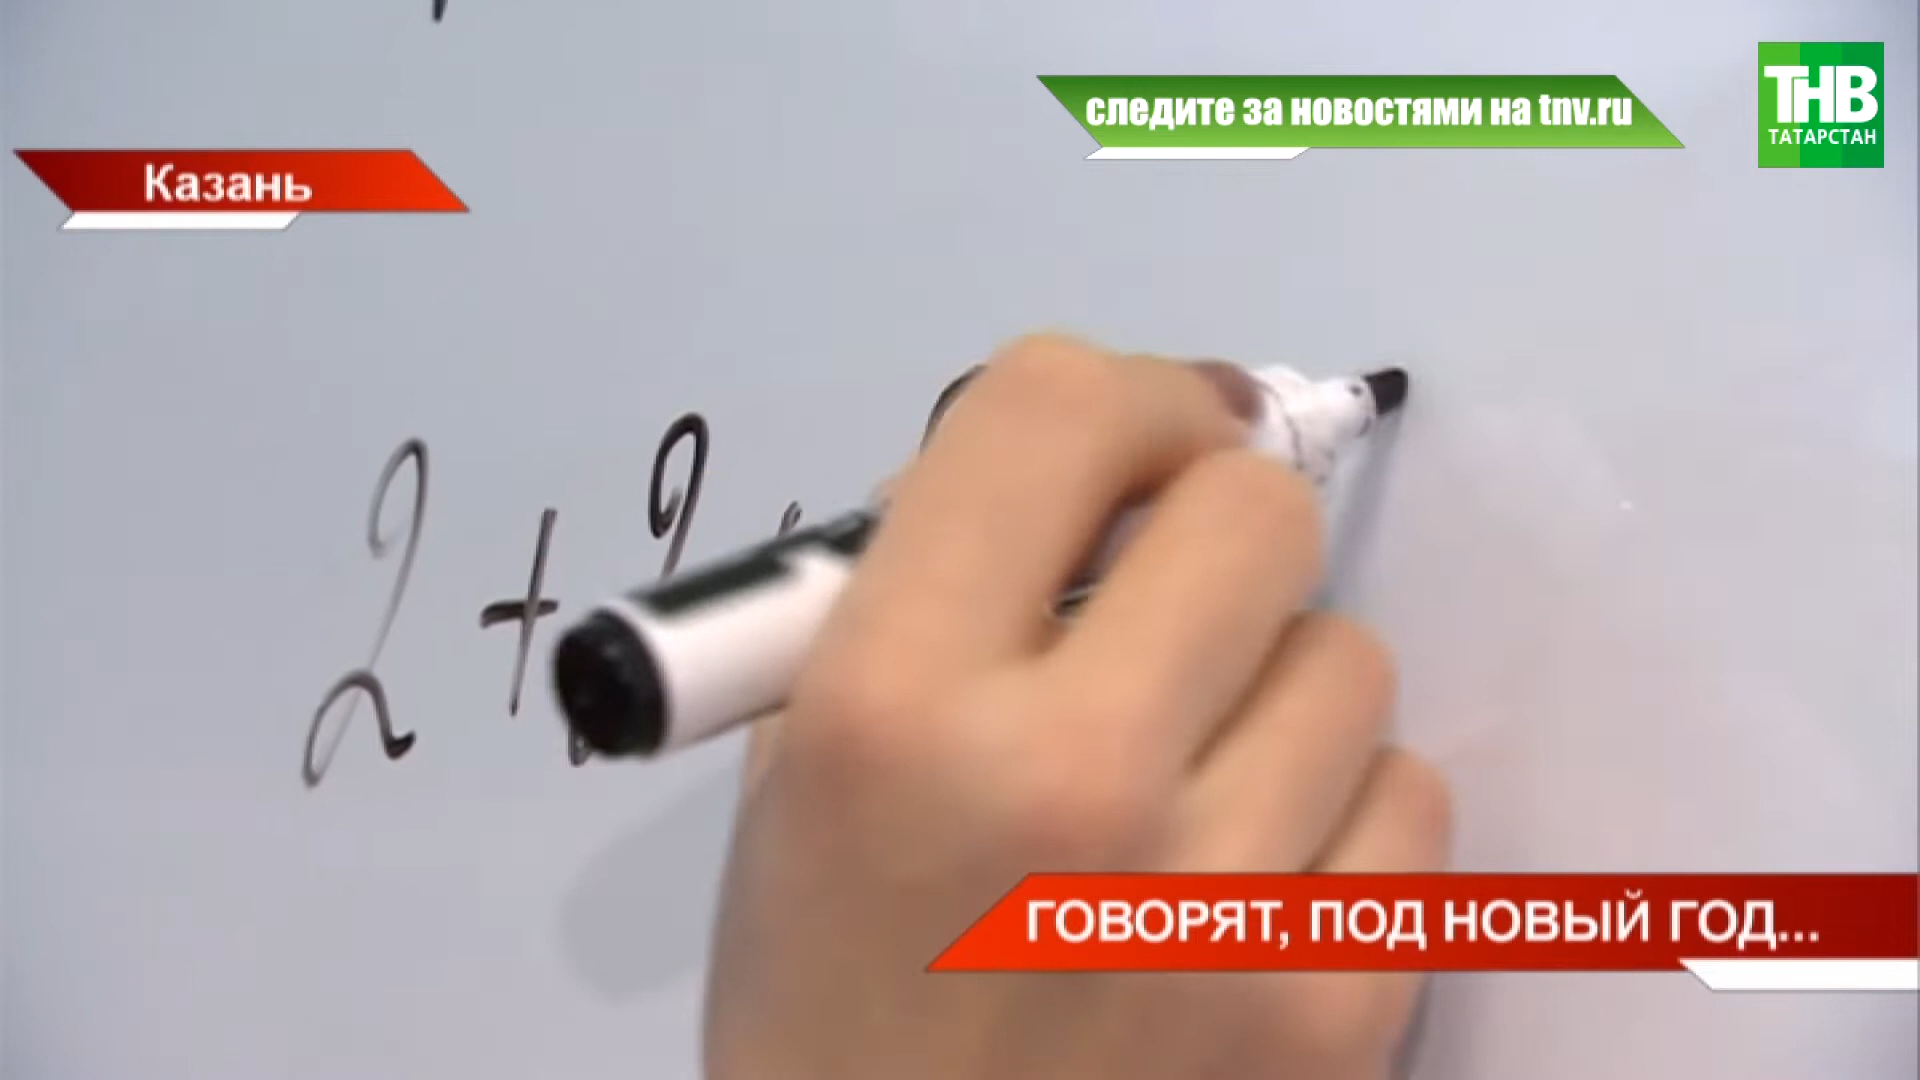 следите за новостями на tnv.ru
ТНВ
ТАТАРСТАН
Казань
2+2
ГОВОРЯТ, ПОД НОВЫЙ ГОД...